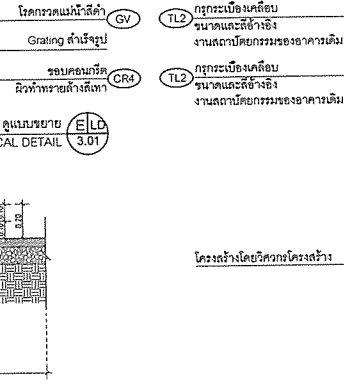 โรยกรวดแม่น้ำสีดำ
GV
Grating สำเร็จรูป
TL2
กรุกระเบื้องเคลือบ
ขนาดและสีอ้างอิง
งานสถาปัตยกรรมของอาคารเดิม
ขอบคอนกรีต
CR4
ผิวทำทรายล้างสีเทา
TL2
กรุกระเบื้องเคลือบ
ขนาดและสีอ้างอิง
งานสถาปัตยกรรมของอาคารเดิม
ดูแบบขยาย
CAL DETAIL
E LD
3.01
0.20
โครงสร้างโดยวิศวกรโครงสร้าง